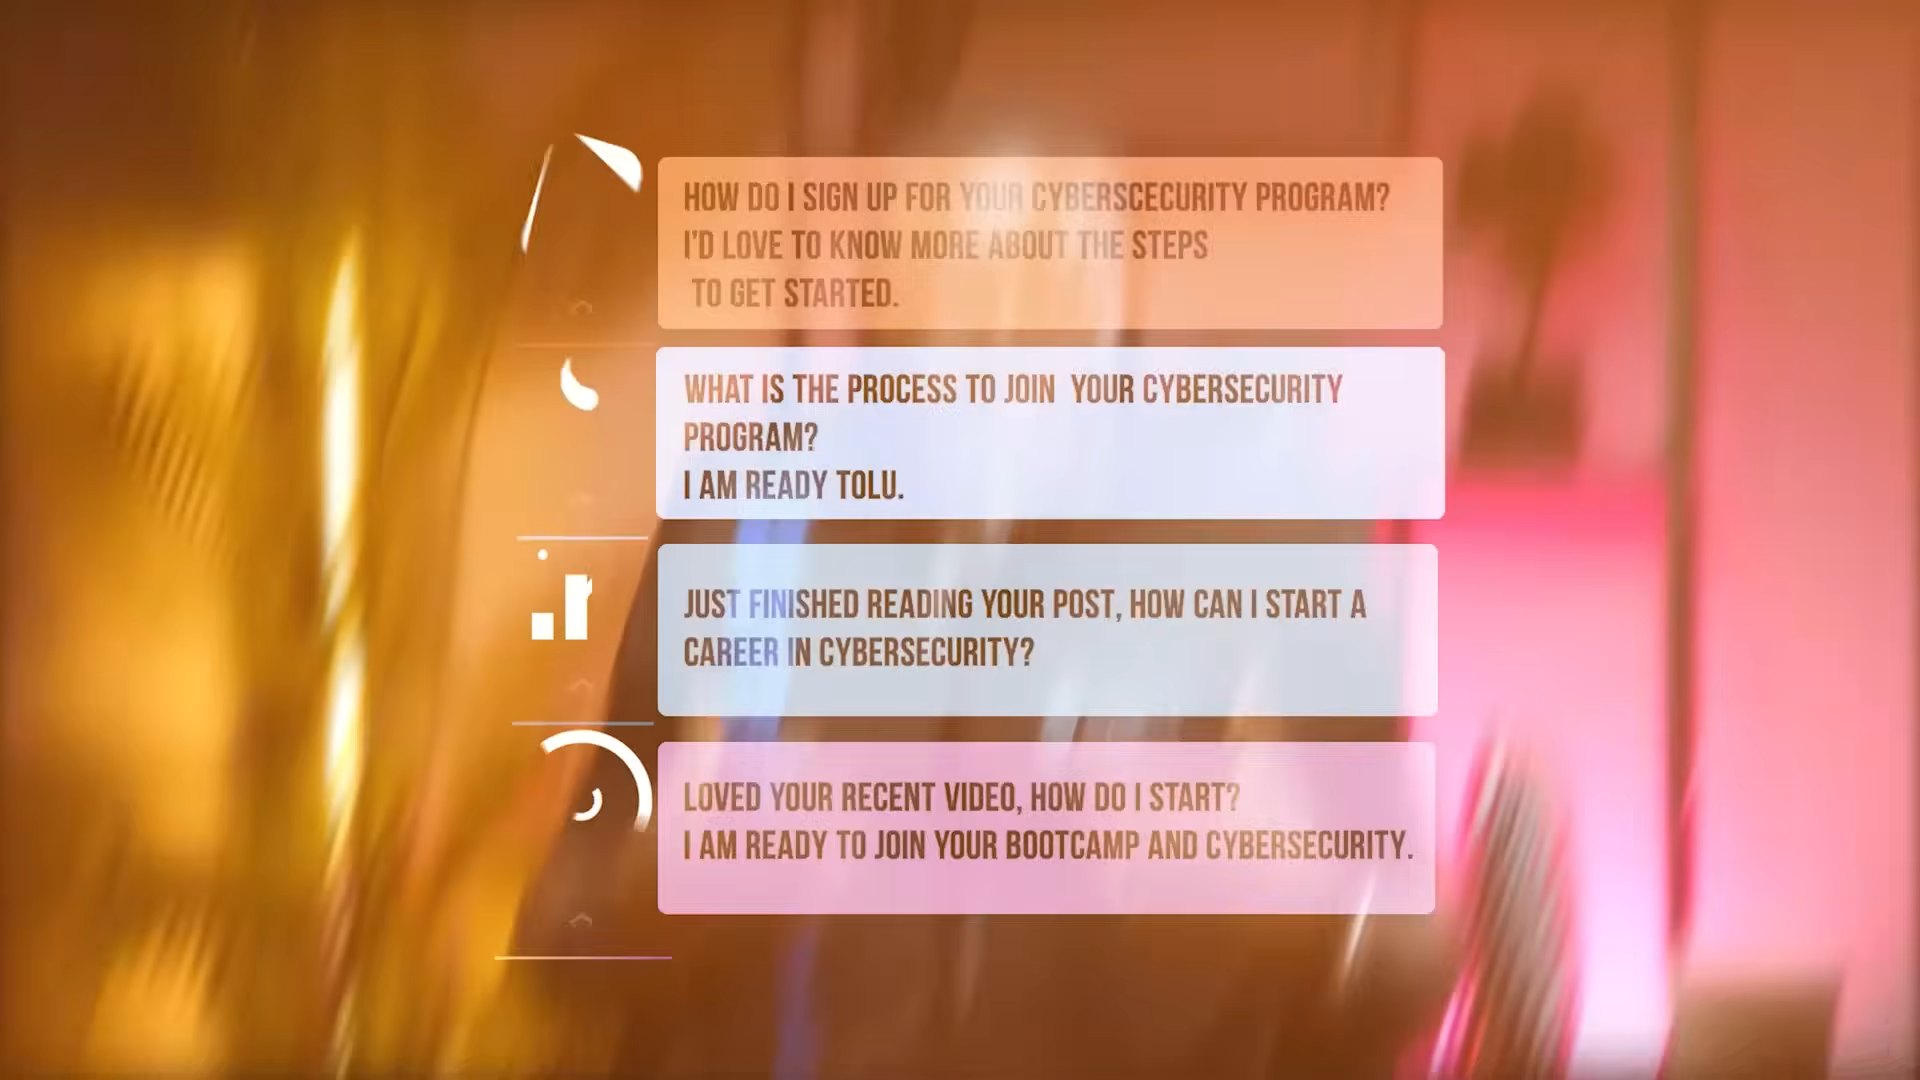 HOW DO I SIGN UP FOR YOUR CYBERSCECURITY PROGRAM?
I'D LOVE TO KNOW MORE ABOUT THE STEPS
TO GET STARTED.
WHAT IS THE PROCESS TO JOIN YOUR CYBERSECURITY
PROGRAM?
I AM READY TOLU.
JUST FINISHED READING YOUR POST, HOW CAN I START A
CAREER IN CYBERSECURITY?
LOVED YOUR RECENT VIDEO, HOW DO I START?
I AM READY TO JOIN YOUR BOOTCAMP AND CYBERSECURITY.